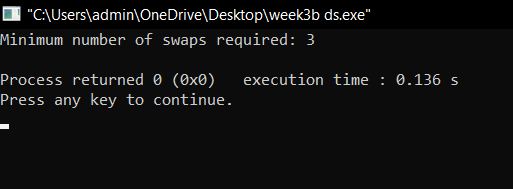 "C:\Users\admin\OneDrive\Desktop\week3b ds.exe"
Minimum number of swaps required: 3
Process returned 0 (0x0)   execution time : 0.136 s
Press any key to continue.